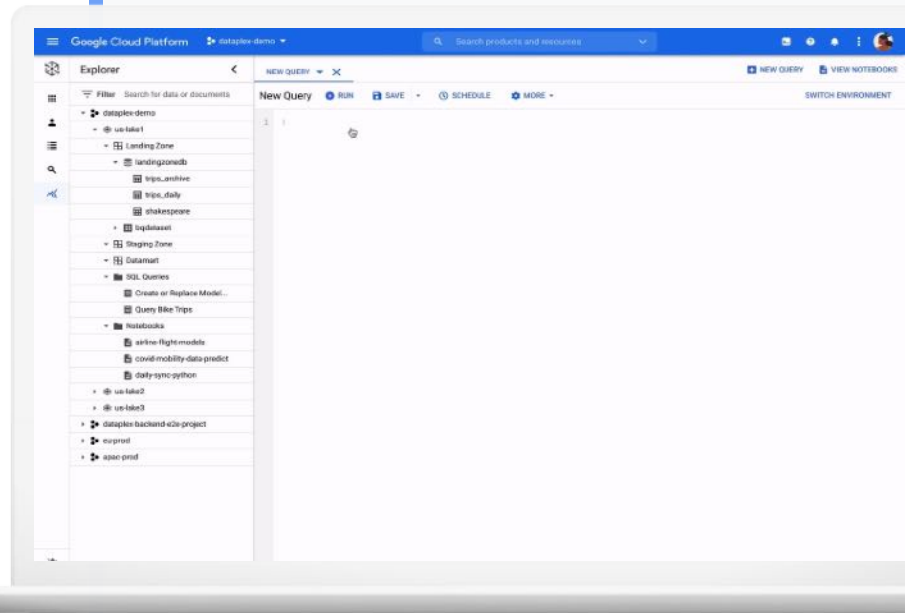 Google Cloud Platform
dataplex-demo
Search products and resources
Explorer
NEW QUERY
NEW QUERY
VIEW NOTEBOOKS
Filter Search for data or documents
New Query RUN SAVE SCHEDULE MORE
SWITCH ENVIRONMENT
1
dataplex-demo
us-lake1
Landing Zone
landingzonedb
trips_archive
trips_daily
shakespeare
bqdataset
Staging Zone
Datamart
SQL Queries
Create or Replace Model...
Query Bike Trips
Notebooks
airline-flight-models
covid-mobility-data-predict
daily-sync-python
us-lake2
us-lake3
dataplex-backend-e2e-project
eu-prod
apac-prod